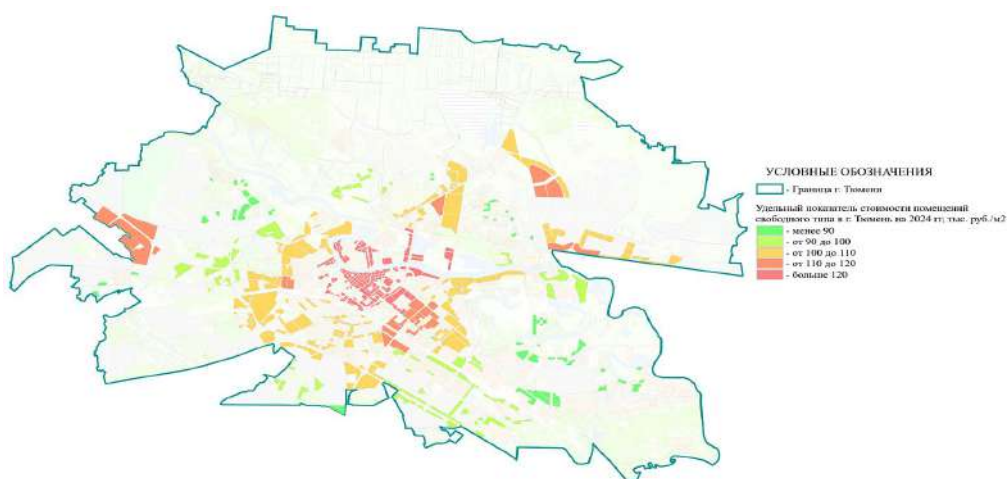 УСЛОВНЫЕ ОБОЗНАЧЕНИЯ
- Граница г. Тюмени
Удельный показатель стоимости помещений
свободного типа в г. Тюмень на 2024 гг; тыс. руб./м2
- менее 90
- от 90 до 100
- от 100 до 110
- от 110 до 120
- больше 120